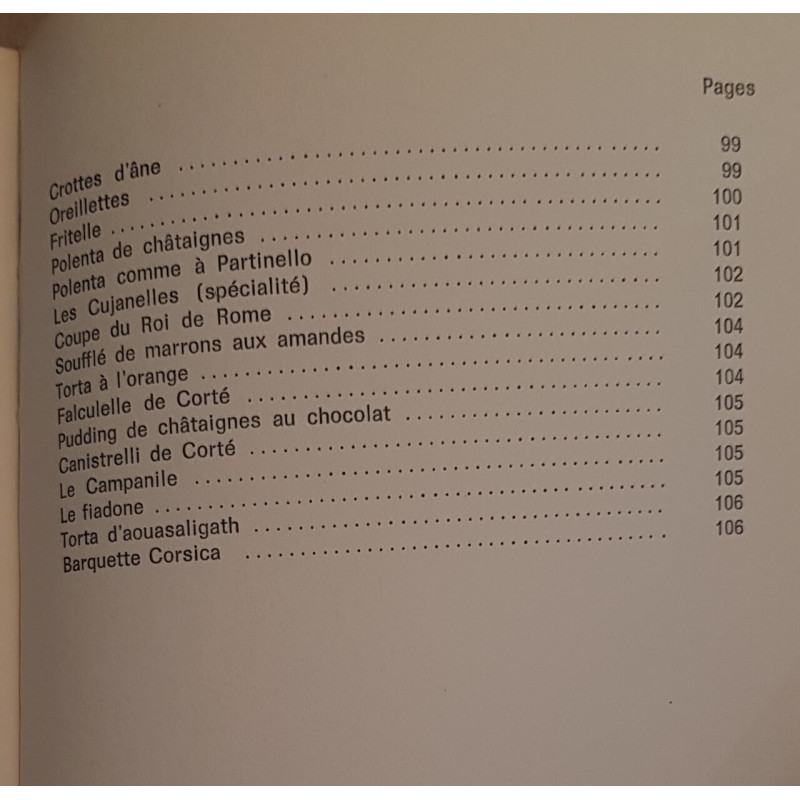 Pages
Crottes d'âne ........ 99
Oreillettes ........ 99
Fritelle ........ 100
Polenta de châtaignes ........ 101
Polenta comme à Partinello ........ 101
Les Cujanelles (spécialité) ........ 102
Coupe du Roi de Rome ........ 102
Soufflé de marrons aux amandes ........ 104
Torta à l'orange ........ 104
Falculelle de Corté ........ 104
Pudding de châtaignes au chocolat ........ 105
Canistrelli de Corté ........ 105
Le Campanile ........ 105
Le fiadone ........ 105
Torta d'aouasaligath ........ 106
Barquette Corsica ........ 106